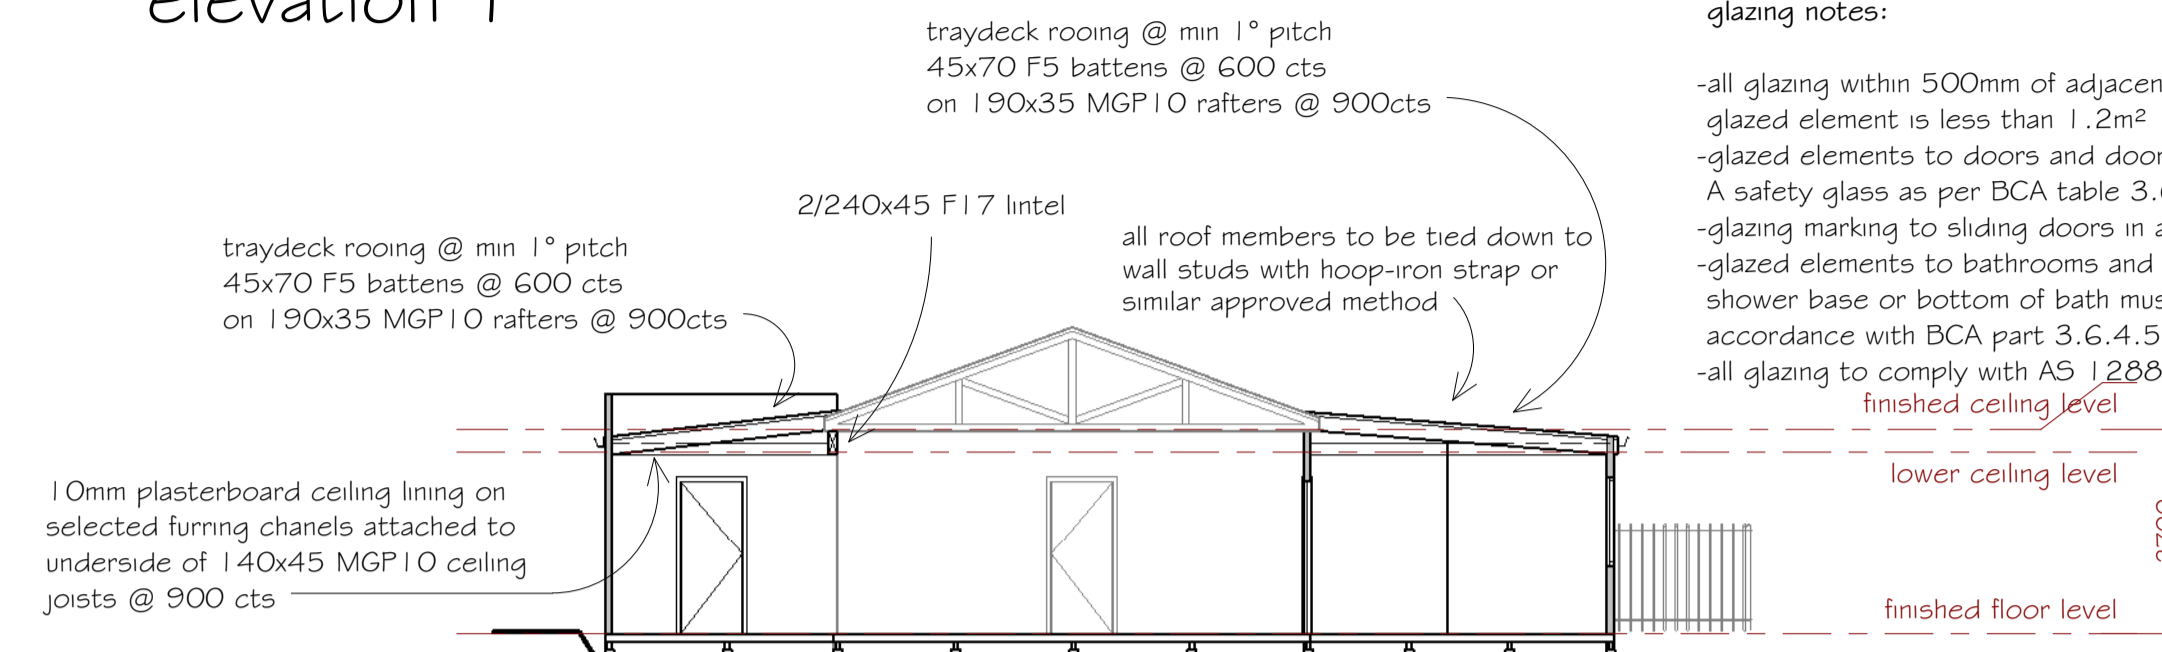 elevation 1
traydeck rooing @ min 1° pitch
45x70 F5 battens @ 600 cts
on 190x35 MGP10 rafters @ 900cts
2/240x45 F17 lintel
all roof members to be tied down to
wall studs with hoop-iron strap or
similar approved method
traydeck rooing @ min 1° pitch
45x70 F5 battens @ 600 cts
on 190x35 MGP10 rafters @ 900cts
10mm plasterboard ceiling lining on
selected furring chanels attached to
underside of 140x45 MGP10 ceiling
joists @ 900 cts
glazing notes:
-all glazing within 500mm of adjacen
glazed element is less than 1.2m²
-glazed elements to doors and door
A safety glass as per BCA table 3.
-glazing marking to sliding doors in a
-glazed elements to bathrooms and
shower base or bottom of bath mus
accordance with BCA part 3.6.4.5
-all glazing to comply with AS 1288
finished ceiling level
lower ceiling level
finished floor level